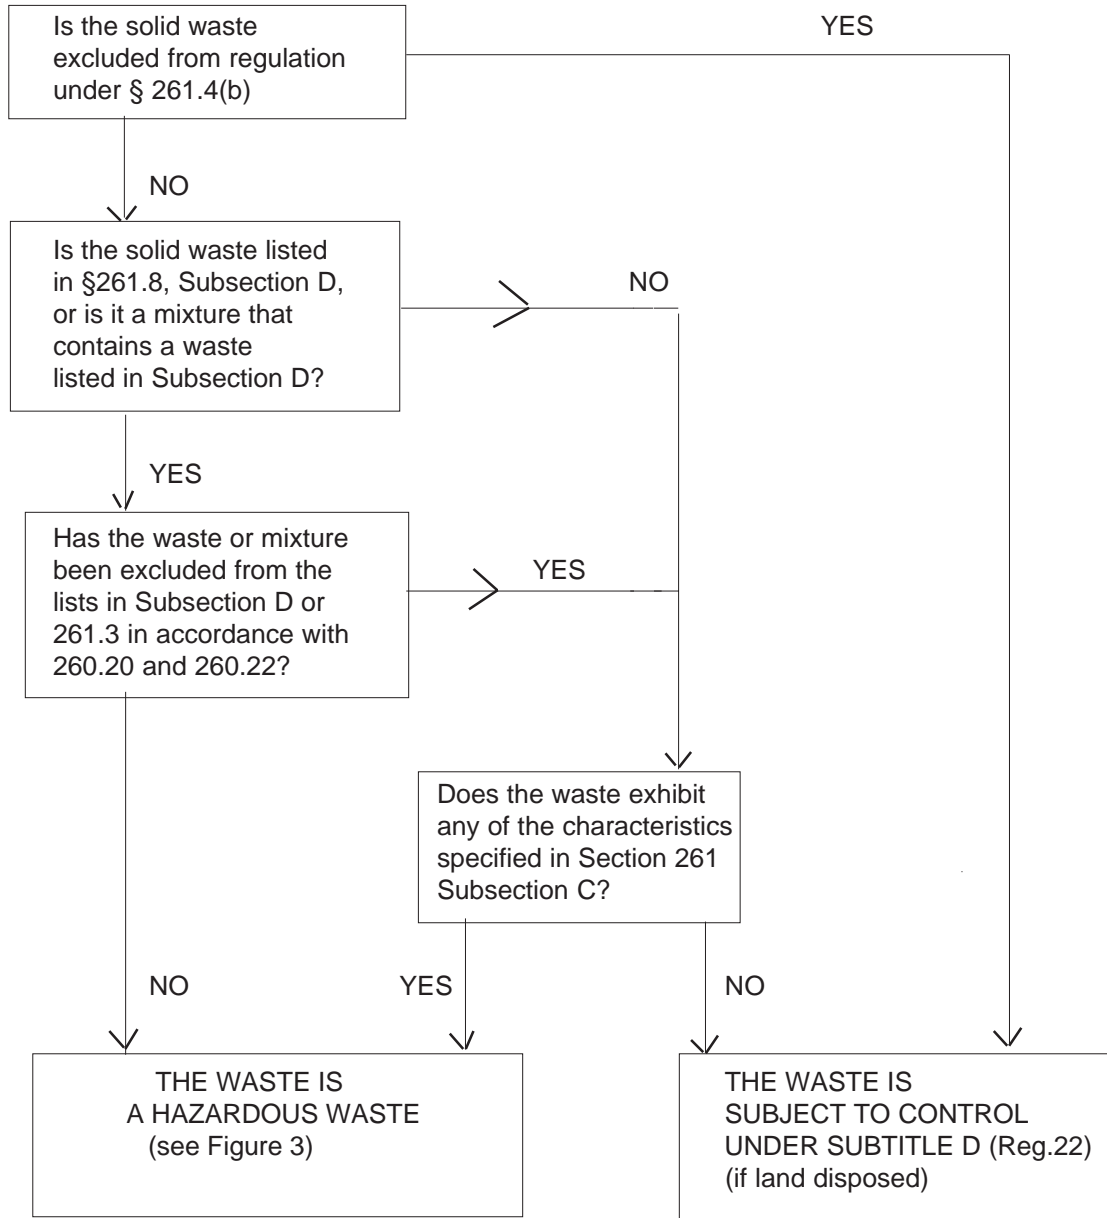 Is the solid waste
excluded from regulation
under § 261.4(b)
YES
NO
Is the solid waste listed
in §261.8, Subsection D,
or is it a mixture that
contains a waste
listed in Subsection D?
NO
YES
Has the waste or mixture
been excluded from the
lists in Subsection D or
261.3 in accordance with
260.20 and 260.22?
YES
Does the waste exhibit
any of the characteristics
specified in Section 261
Subsection C?
NO
YES
NO
THE WASTE IS
A HAZARDOUS WASTE
(see Figure 3)
THE WASTE IS
SUBJECT TO CONTROL
UNDER SUBTITLE D (Reg.22)
(if land disposed)